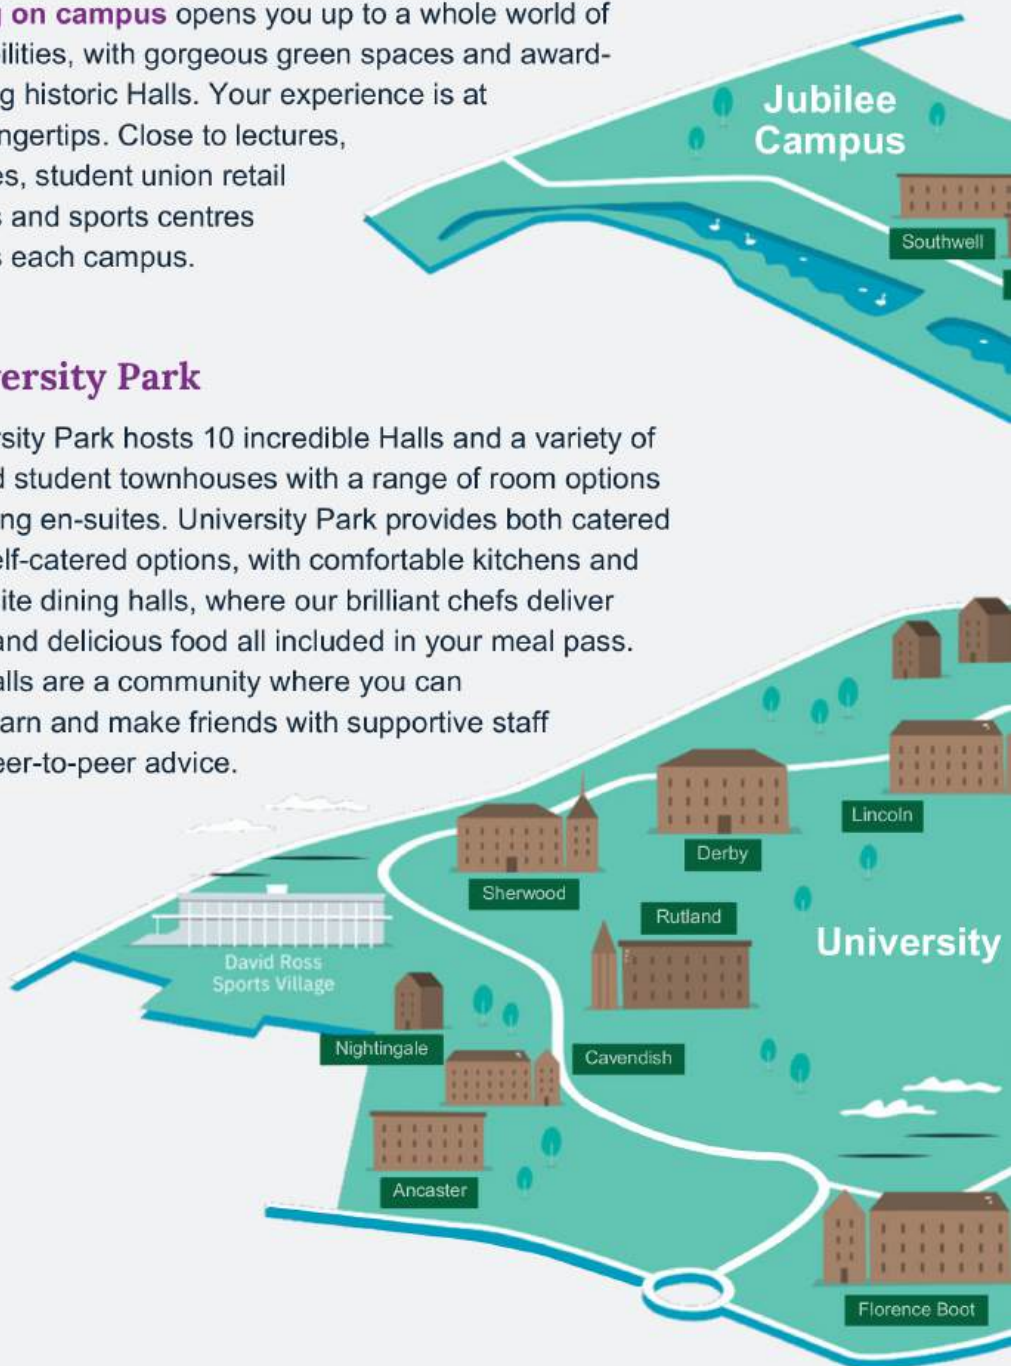 on campus opens you up to a whole world of
ilities, with gorgeous green spaces and award-
g historic Halls. Your experience is at
ngertips. Close to lectures,
es, student union retail
s and sports centres
s each campus.
ersity Park
rsity Park hosts 10 incredible Halls and a variety of
d student townhouses with a range of room options
ng en-suites. University Park provides both catered
elf-catered options, with comfortable kitchens and
ite dining halls, where our brilliant chefs deliver
and delicious food all included in your meal pass.
alls are a community where you can
arn and make friends with supportive staff
eer-to-peer advice.
Jubilee
Campus
Southwell
Lincoln
Derby
Sherwood
Rutland
University
David Ross
Sports Village
Nightingale
Cavendish
Ancaster
Florence Boot